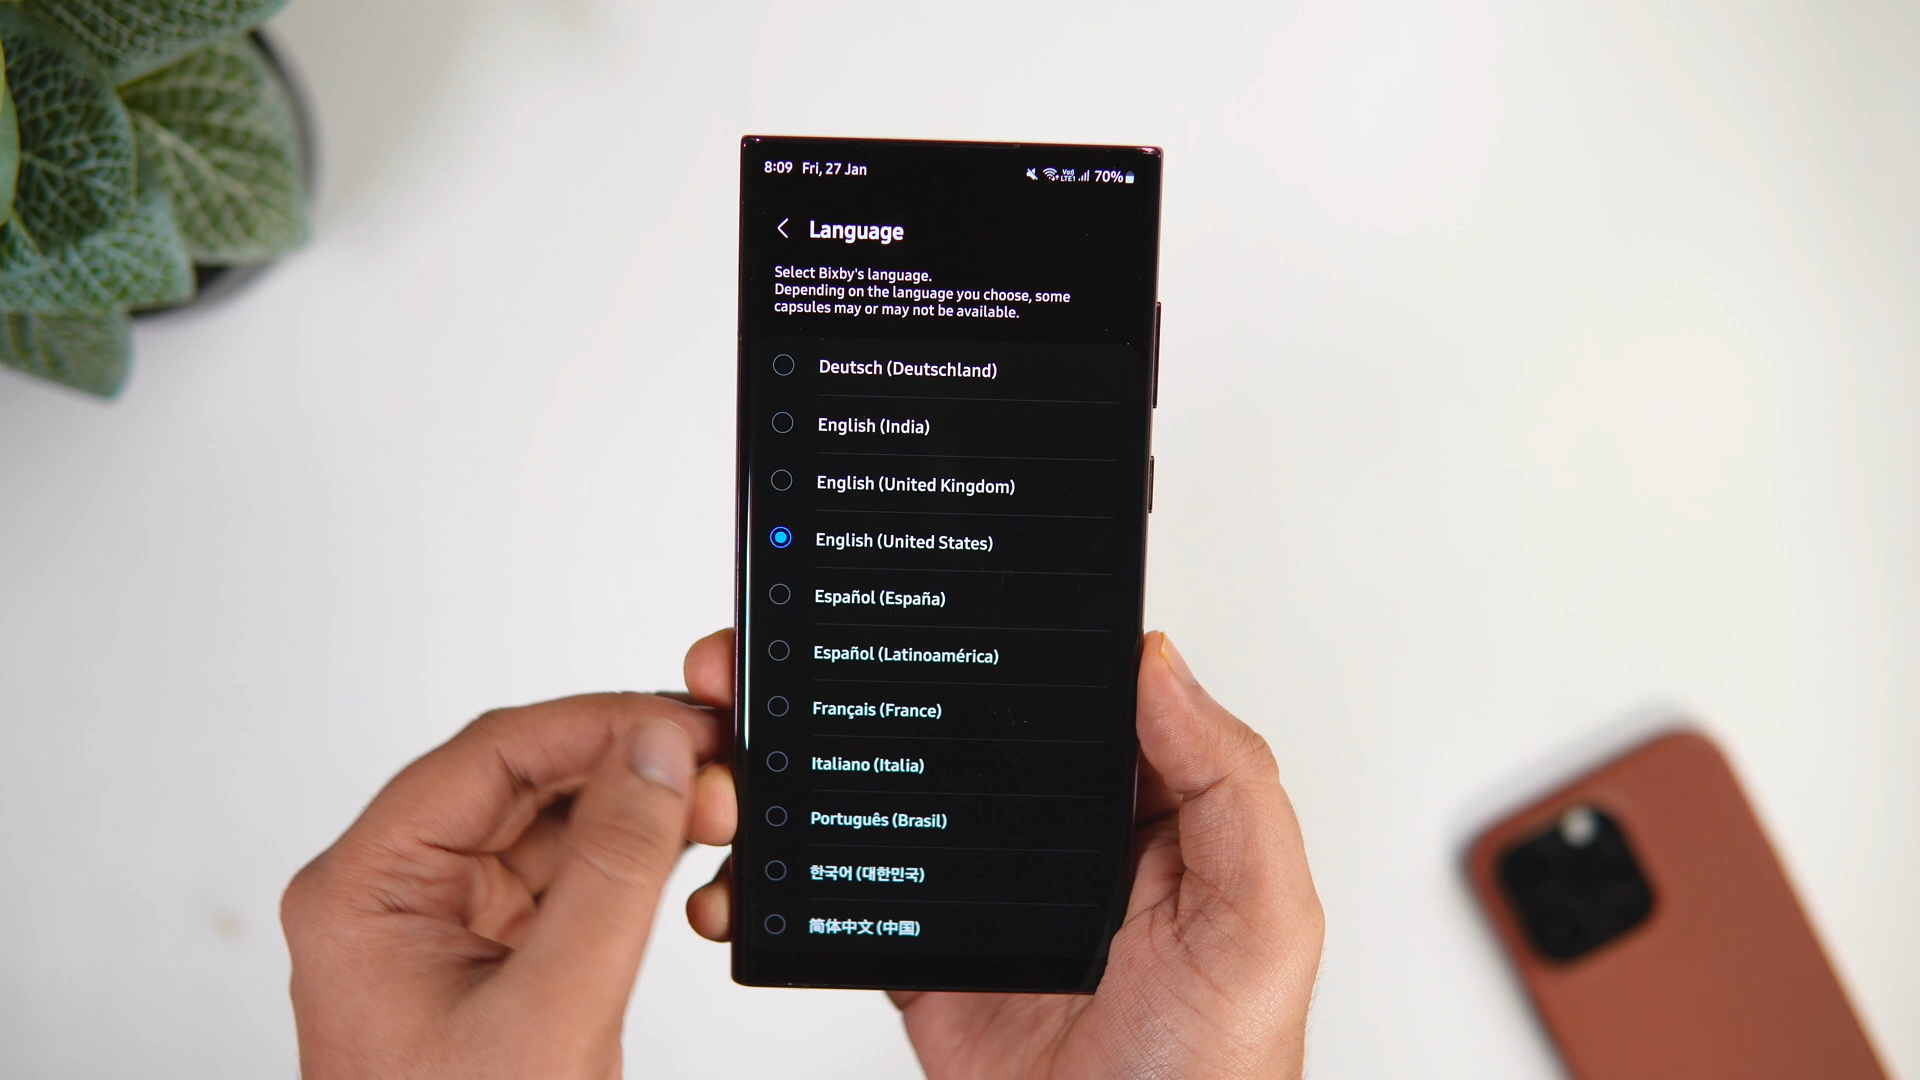 8:09 Fri, 27 Jan
70%
Language
Select Bixby's language.
Depending on the language you choose, some
capsules may or may not be available.
Deutsch (Deutschland)
English (India)
English (United Kingdom)
English (United States)
Español (España)
Español (Latinoamérica)
Français (France)
Italiano (Italia)
Português (Brasil)
한국어 (대한민국)
简体中文 (中国)